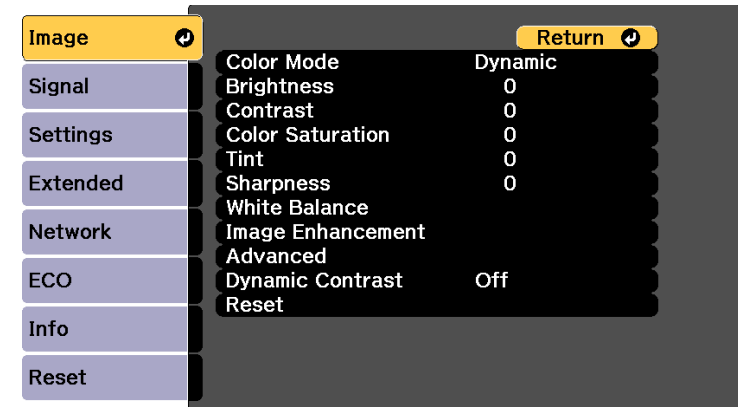 Image
Signal
Settings
Extended
Network
ECO
Info
Reset
Return
Color Mode Dynamic
Brightness 0
Contrast 0
Color Saturation 0
Tint 0
Sharpness 0
White Balance
Image Enhancement
Advanced
Dynamic Contrast Off
Reset